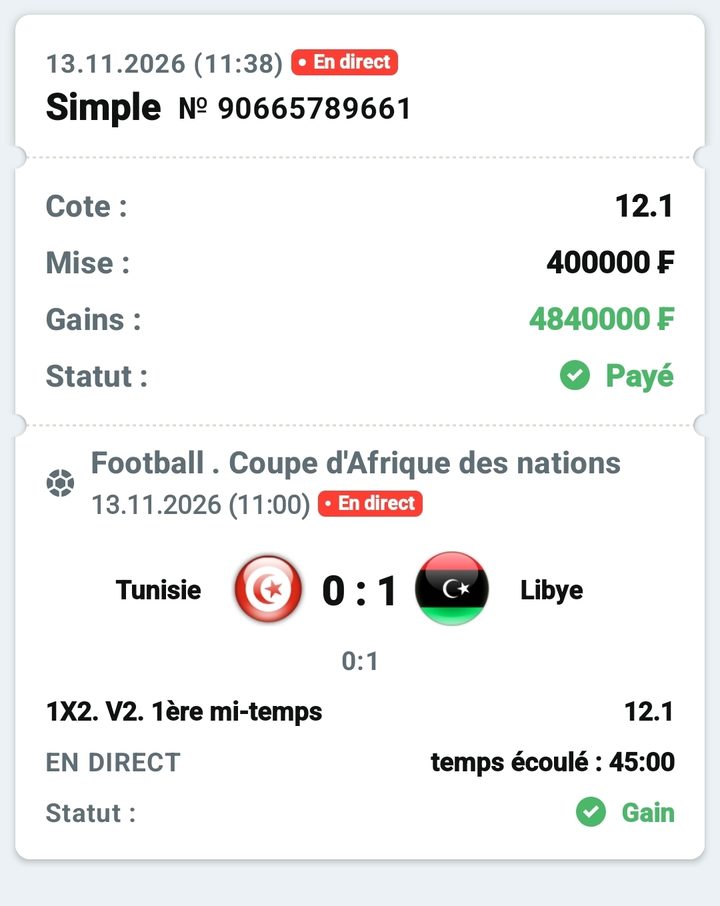 13.11.2026 (11:38) • En direct
Simple № 90665789661
Cote : 12.1
Mise : 400000 ₣
Gains : 4840000 ₣
Statut : Payé
Football . Coupe d'Afrique des nations
13.11.2026 (11:00) • En direct
Tunisie 0 : 1 Libye
0:1
1X2. V2. 1ère mi-temps 12.1
EN DIRECT temps écoulé : 45:00
Statut : Gain